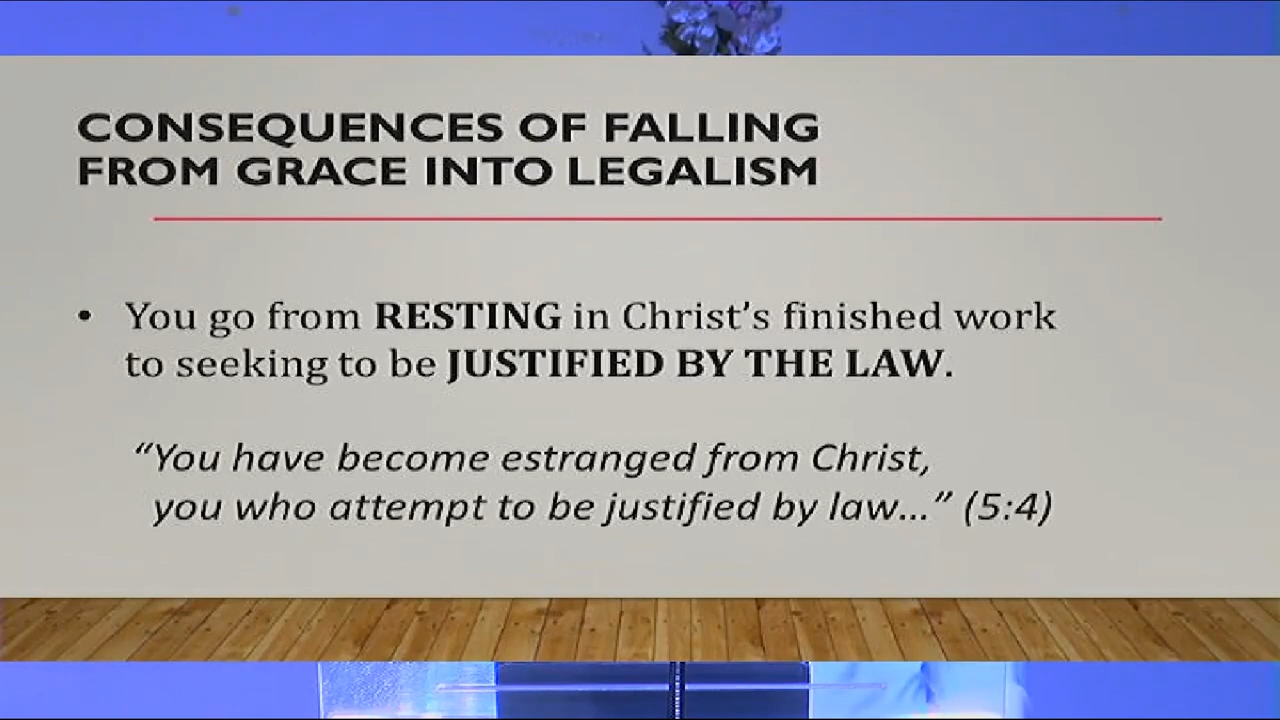 CONSEQUENCES OF FALLING
FROM GRACE INTO LEGALISM
• You go from RESTING in Christ's finished work
to seeking to be JUSTIFIED BY THE LAW.
“You have become estranged from Christ,
you who attempt to be justified by law...” (5:4)